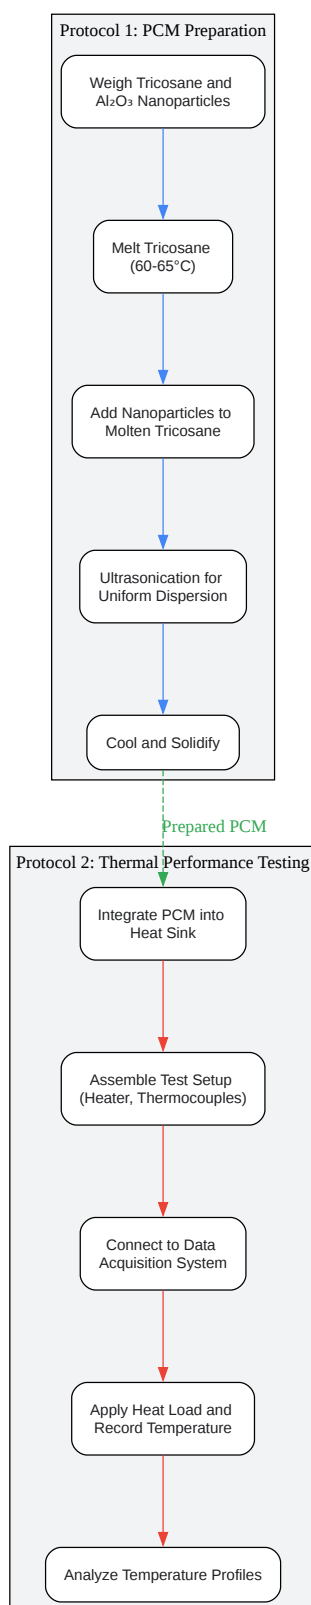 Protocol 1: PCM Preparation
Weigh Tricosane and
Al₂O₃ Nanoparticles
Melt Tricosane
(60-65°C)
Add Nanoparticles to
Molten Tricosane
Ultrasonication for
Uniform Dispersion
Cool and Solidify
Prepared PCM
Protocol 2: Thermal Performance Testing
Integrate PCM into
Heat Sink
Assemble Test Setup
(Heater, Thermocouples)
Connect to Data
Acquisition System
Apply Heat Load and
Record Temperature
Analyze Temperature Profiles